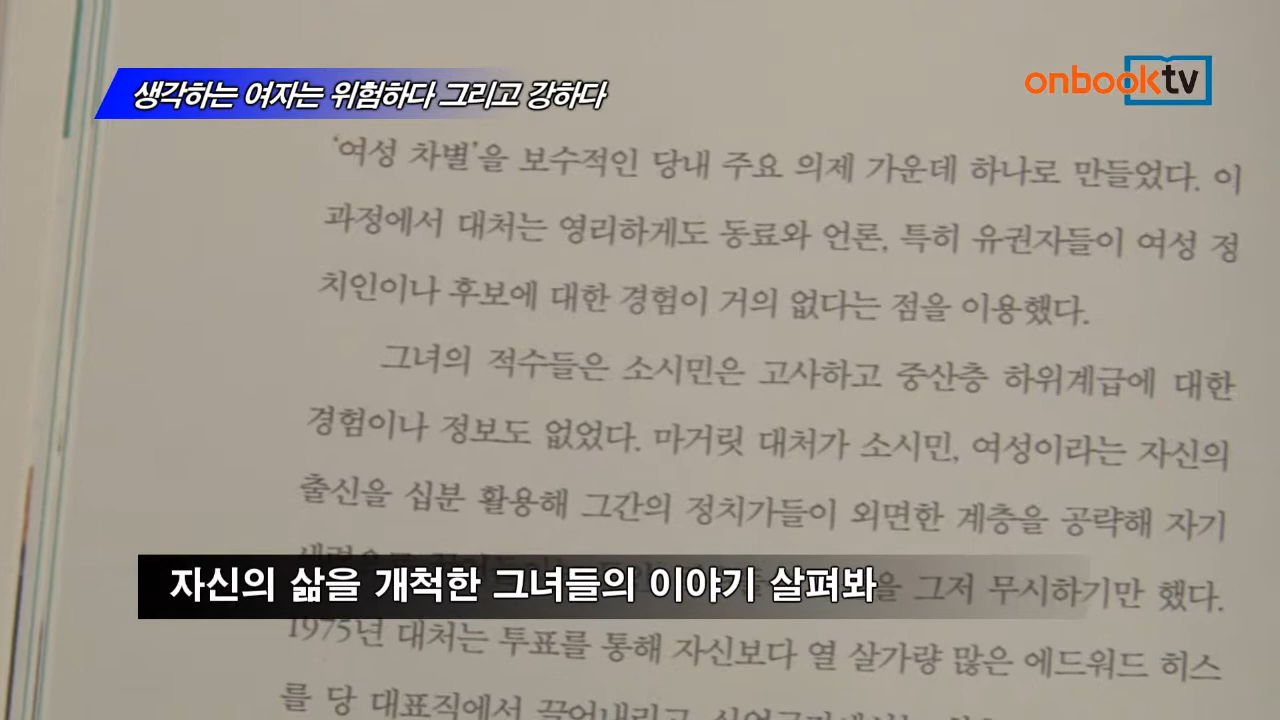 생각하는 여자는 위험하다 그리고 강하다
onbooktv
'여성 차별'을 보수적인 당내 주요 의제 가운데 하나로 만들었다. 이
과정에서 대처는 영리하게도 동료와 언론, 특히 유권자들이 여성 정
치인이나 후보에 대한 경험이 거의 없다는 점을 이용했다.
그녀의 적수들은 소시민은 고사하고 중산층 하위계급에 대한
경험이나 정보도 없었다. 마거릿 대처가 소시민, 여성이라는 자신의
출신을 십분 활용해 그간의 정치가들이 외면한 계층을 공략해 자기
을 그저 무시하기만 했다.
자신의 삶을 개척한 그녀들의 이야기 살펴봐
1975년 대처는 투표를 통해 자신보다 열 살가량 많은 에드워드 히스
를 당 대표직에서 끌어내리고